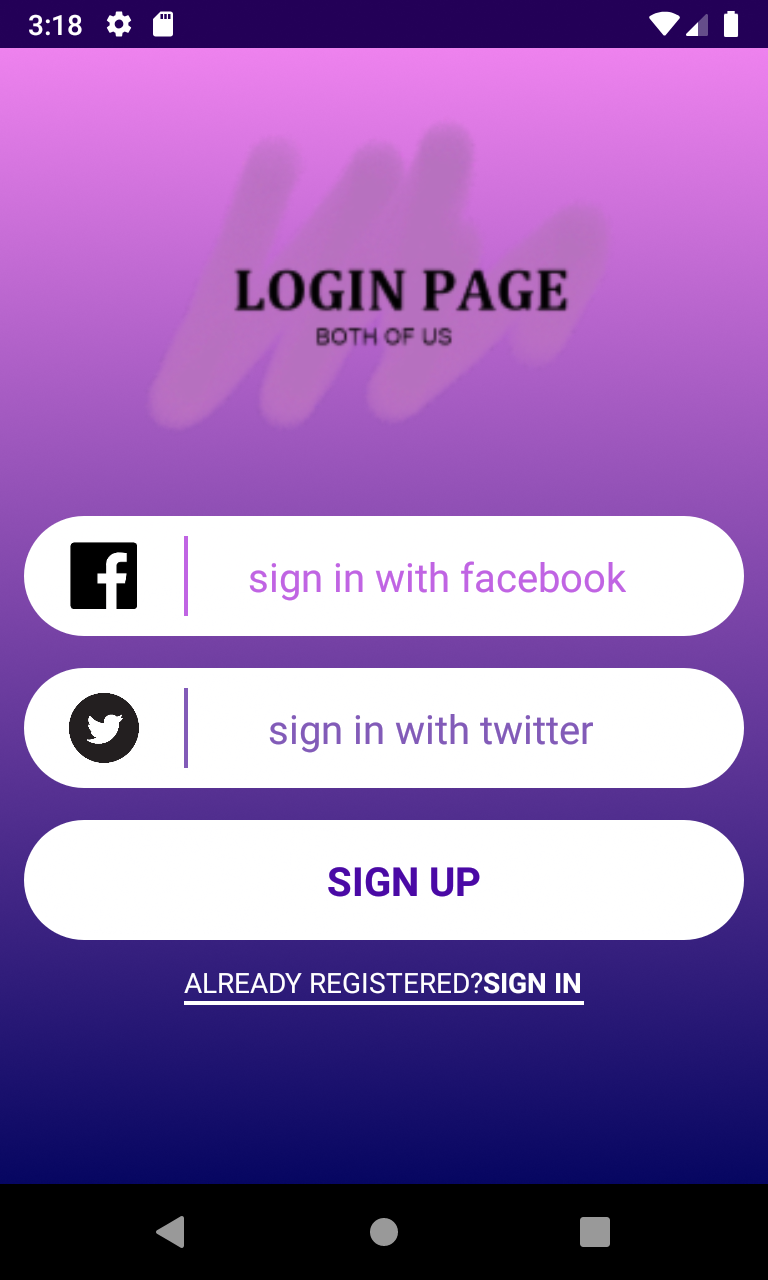 3:18
LOGIN PAGE
BOTH OF US
sign in with facebook
sign in with twitter
SIGN UP
ALREADY REGISTERED?SIGN IN